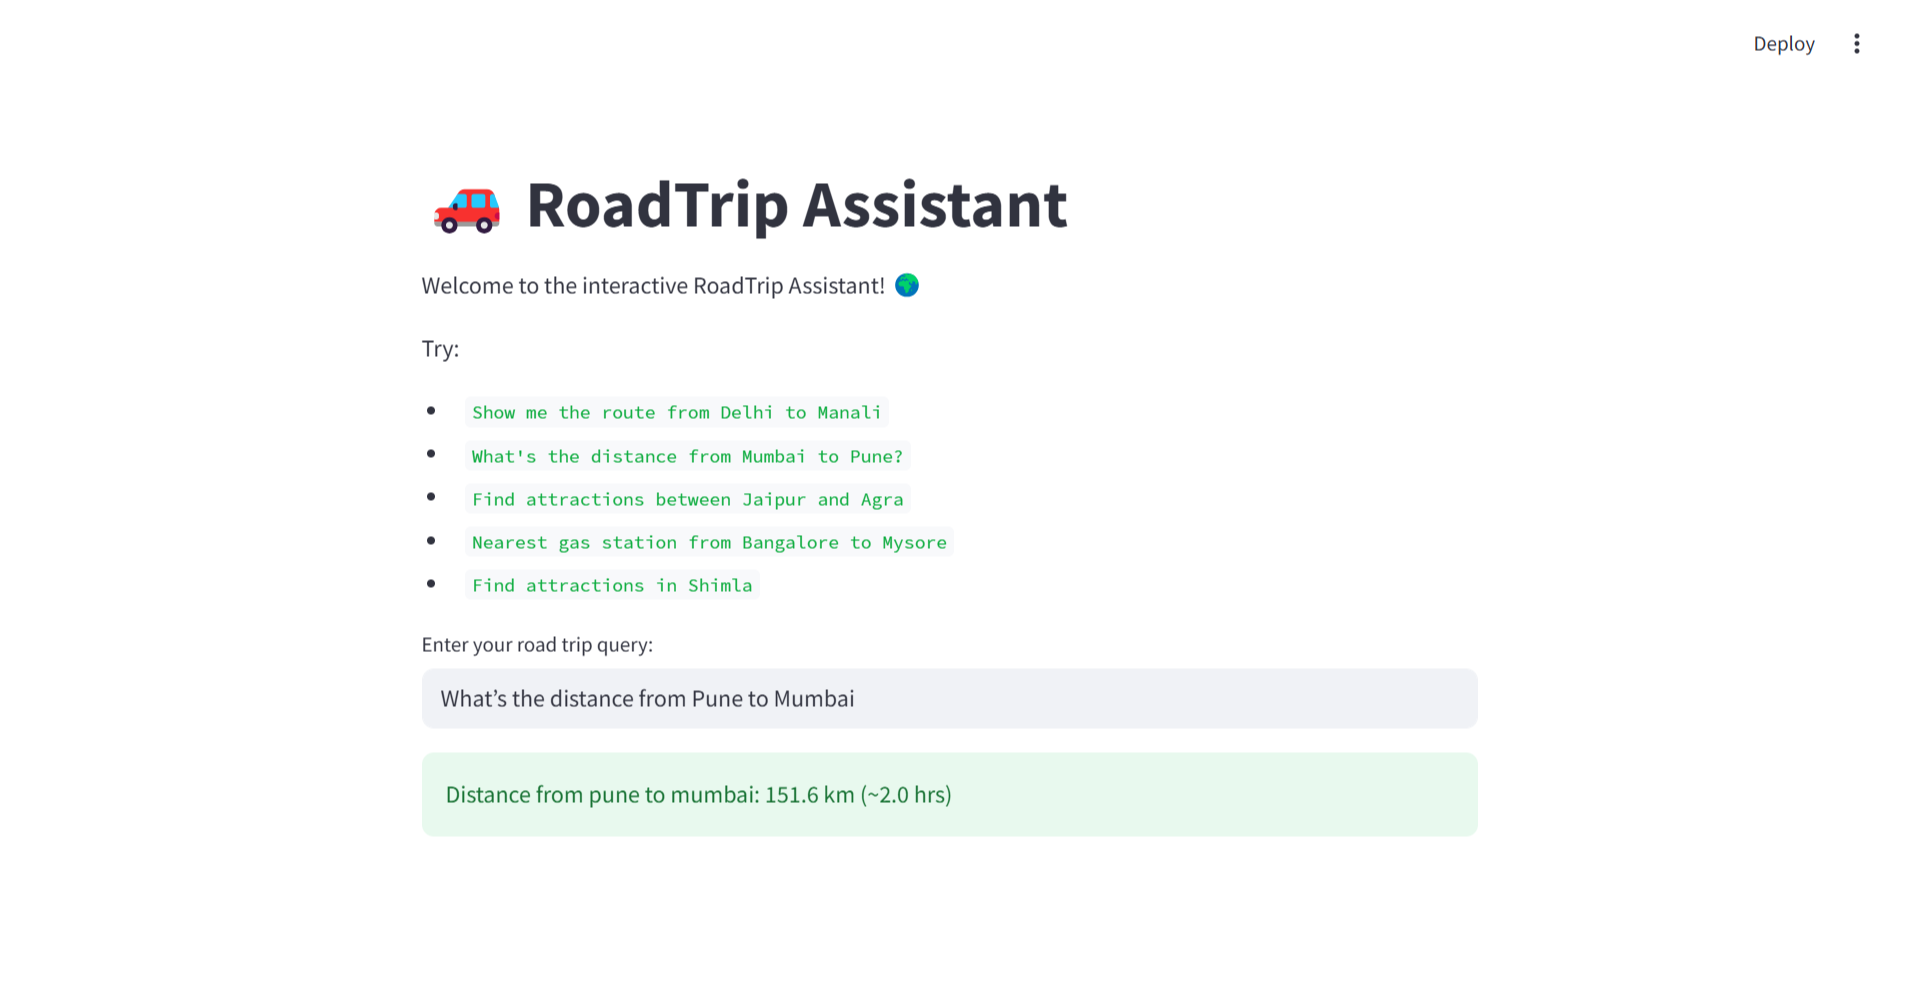 Deploy
RoadTrip Assistant
Welcome to the interactive RoadTrip Assistant!
Try:
Show me the route from Delhi to Manali
What's the distance from Mumbai to Pune?
Find attractions between Jaipur and Agra
Nearest gas station from Bangalore to Mysore
Find attractions in Shimla
Enter your road trip query:
What’s the distance from Pune to Mumbai
Distance from pune to mumbai: 151.6 km (~2.0 hrs)